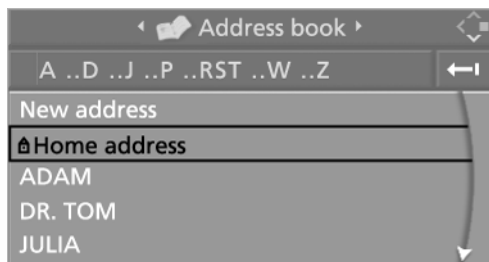 Address book
A ..D ..J ..P ..RST ..W ..Z
New address
Home address
ADAM
DR. TOM
JULIA